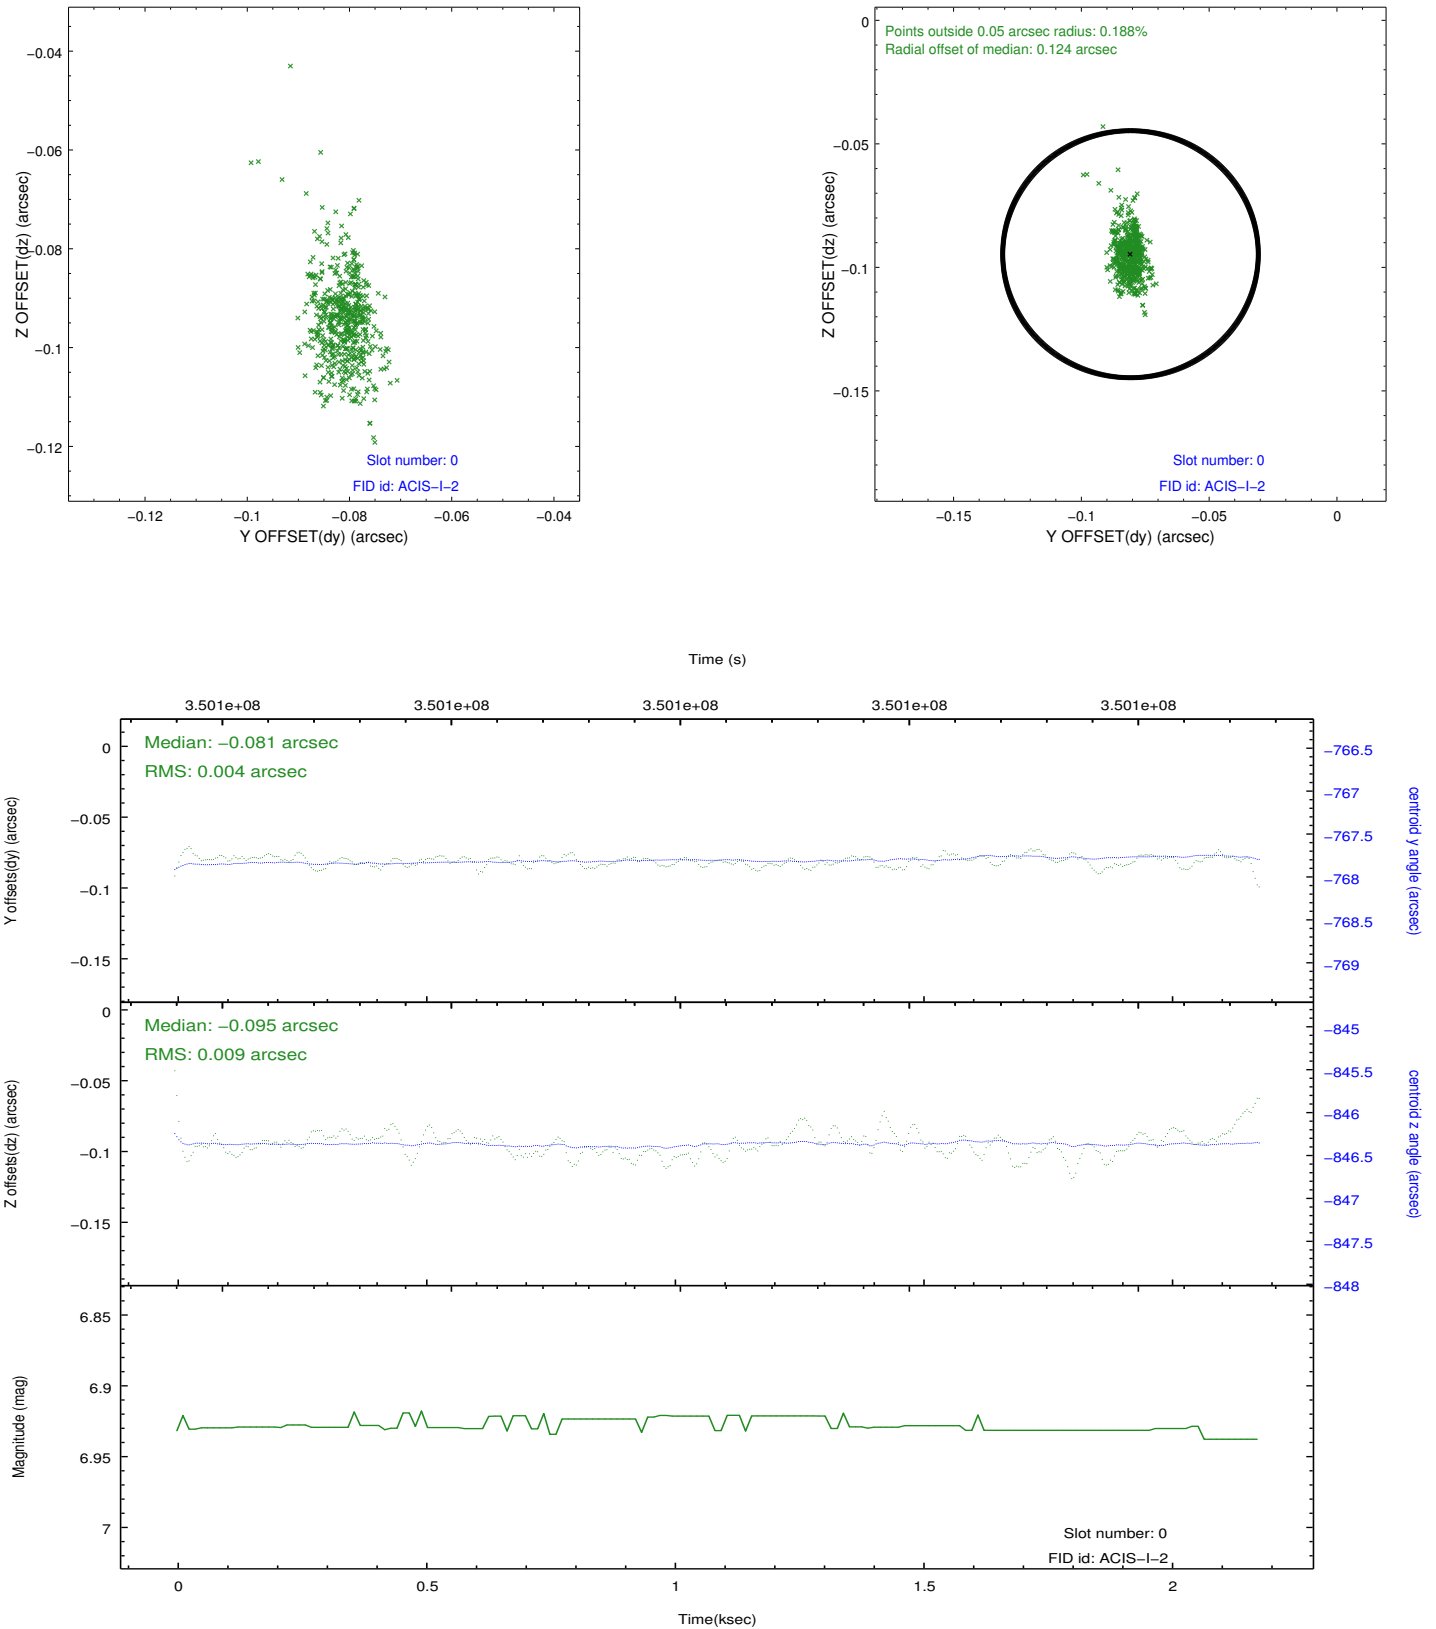 −0.04
−0.06
−0.08
−0.1
−0.12
Z OFFSET(dz) (arcsec)
Slot number: 0
FID id: ACIS−I−2
−0.12
−0.1
−0.08
−0.06
−0.04
Y OFFSET(dy) (arcsec)
Points outside 0.05 arcsec radius: 0.188%
Radial offset of median: 0.124 arcsec
0
−0.05
−0.1
−0.15
Z OFFSET(dz) (arcsec)
Slot number: 0
FID id: ACIS−I−2
−0.15
−0.1
−0.05
0
Y OFFSET(dy) (arcsec)
Time (s)
3.501e+08
3.501e+08
3.501e+08
3.501e+08
3.501e+08
Median: −0.081 arcsec
RMS: 0.004 arcsec
0
−0.05
−0.1
−0.15
Y offsets(dy) (arcsec)
−766.5
−767
−767.5
−768
−768.5
−769
centroid y angle (arcsec)
Median: −0.095 arcsec
RMS: 0.009 arcsec
0
−0.05
−0.1
−0.15
Z offsets(dz) (arcsec)
−845
−845.5
−846
−846.5
−847
−847.5
−848
centroid z angle (arcsec)
6.85
6.9
6.95
7
Magnitude (mag)
Slot number: 0
FID id: ACIS−I−2
0
0.5
1
1.5
2
Time(ksec)